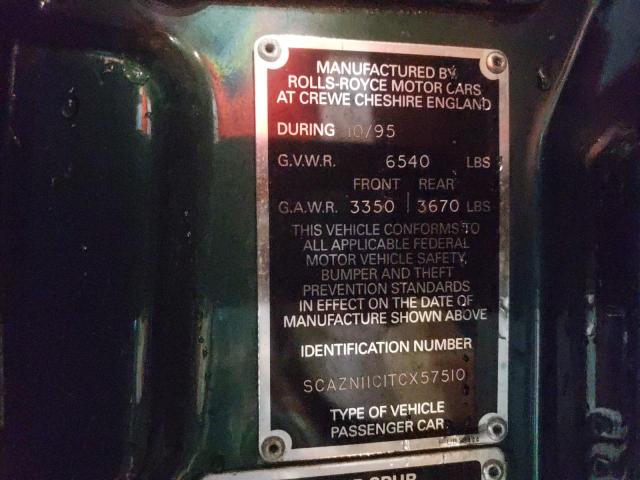 MANUFACTURED BY
ROLLS-ROYCE MOTOR CARS
AT CREWE CHESHIRE ENGLAND
DURING 10/95
G.V.W.R. 6540 LBS
FRONT REAR
G.A.W.R. 3350 3670 LBS
THIS VEHICLE CONFORMS TO
ALL APPLICABLE FEDERAL
MOTOR VEHICLE SAFETY,
BUMPER AND THEFT
PREVENTION STANDARDS
IN EFFECT ON THE DATE OF
MANUFACTURE SHOWN ABOVE
IDENTIFICATION NUMBER
SCAZN11C1TCX57510
TYPE OF VEHICLE
PASSENGER CAR
SPUR